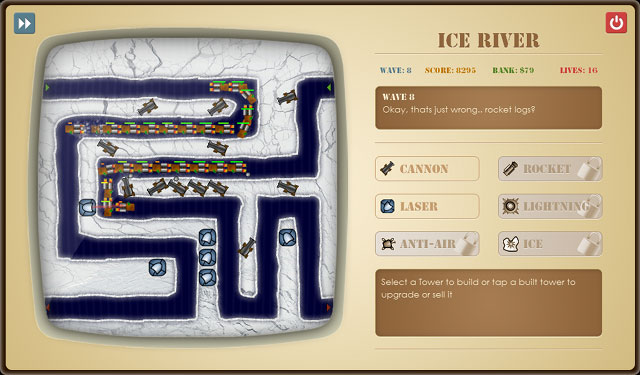 ICE RIVER
WAVE: 8 SCORE: 8295 BANK: $79 LIVES: 16
WAVE 8
Okay, thats just wrong.. rocket logs?
CANNON ROCKET
LASER LIGHTNING
ANTI-AIR ICE
Select a Tower to build or tap a built tower to
upgrade or sell it